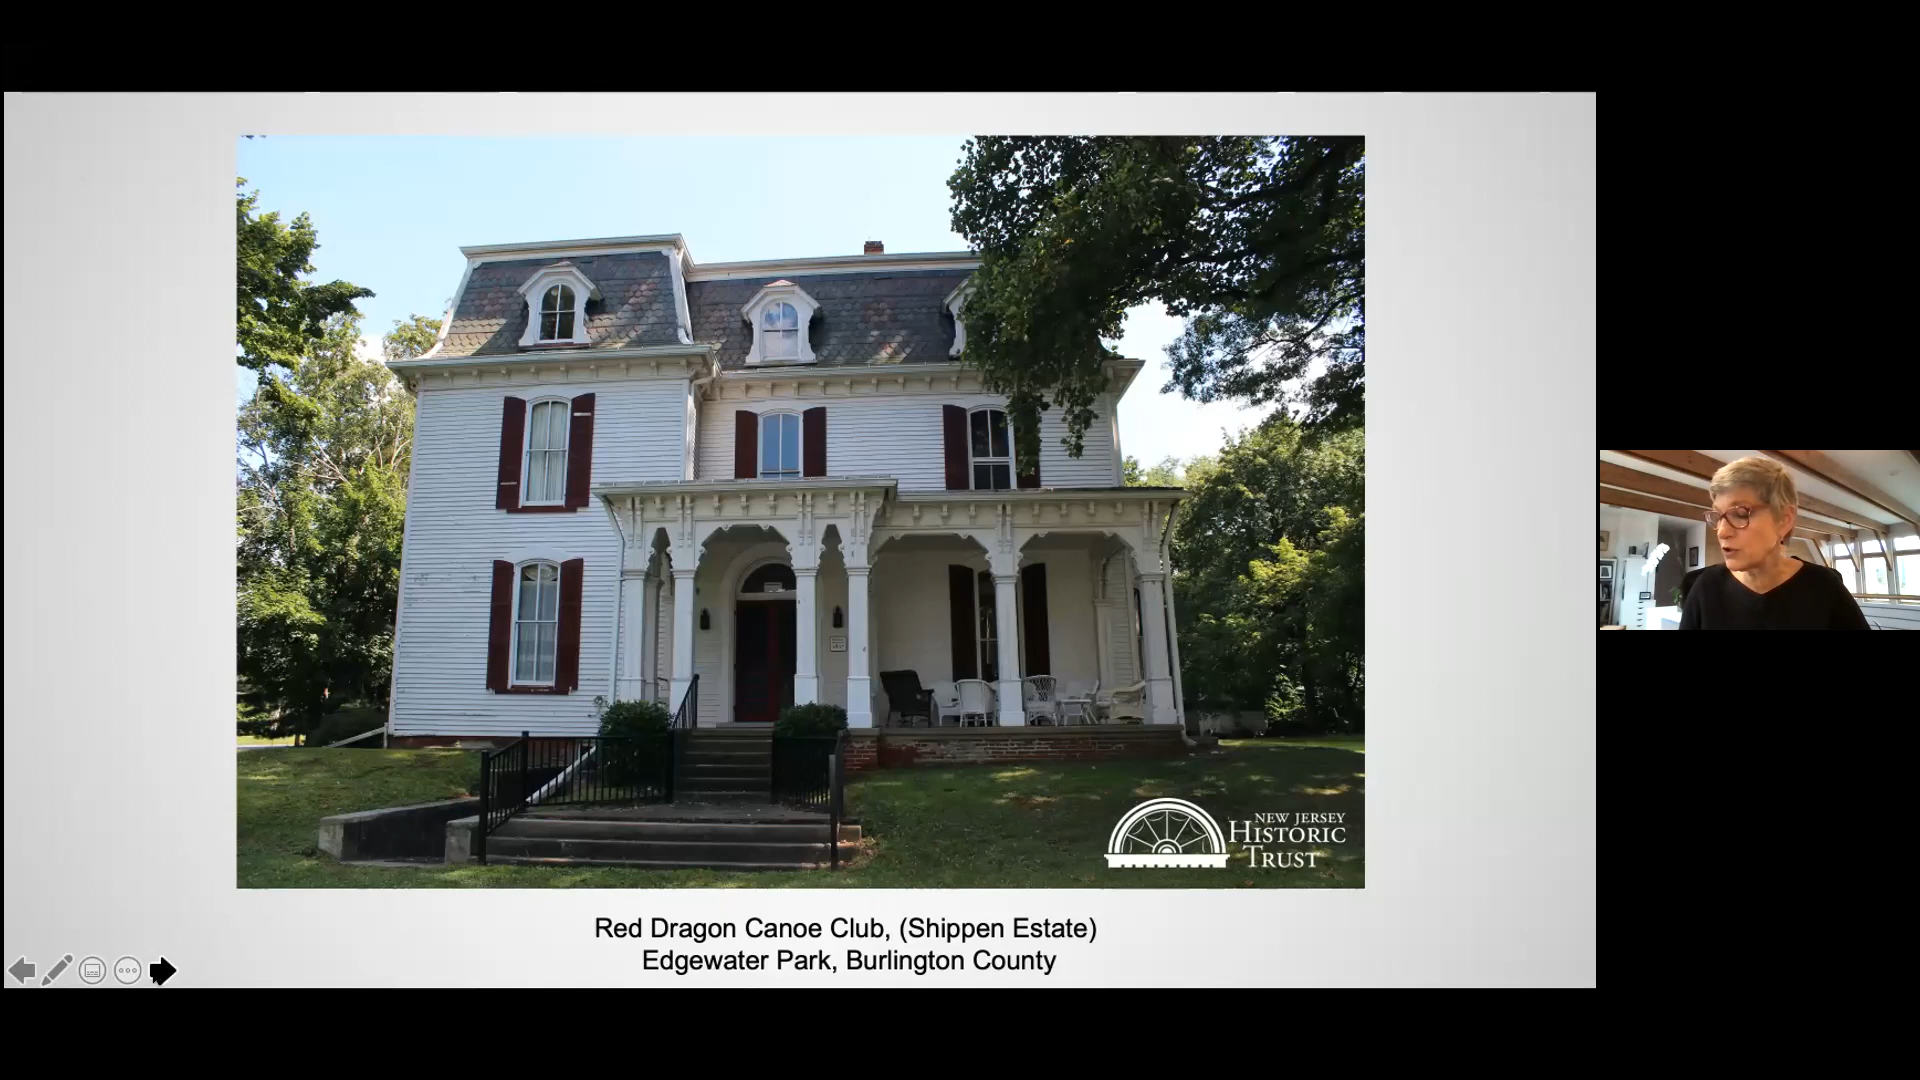 NEW JERSEY
HISTORIC
TRUST
Red Dragon Canoe Club, (Shippen Estate)
Edgewater Park, Burlington County